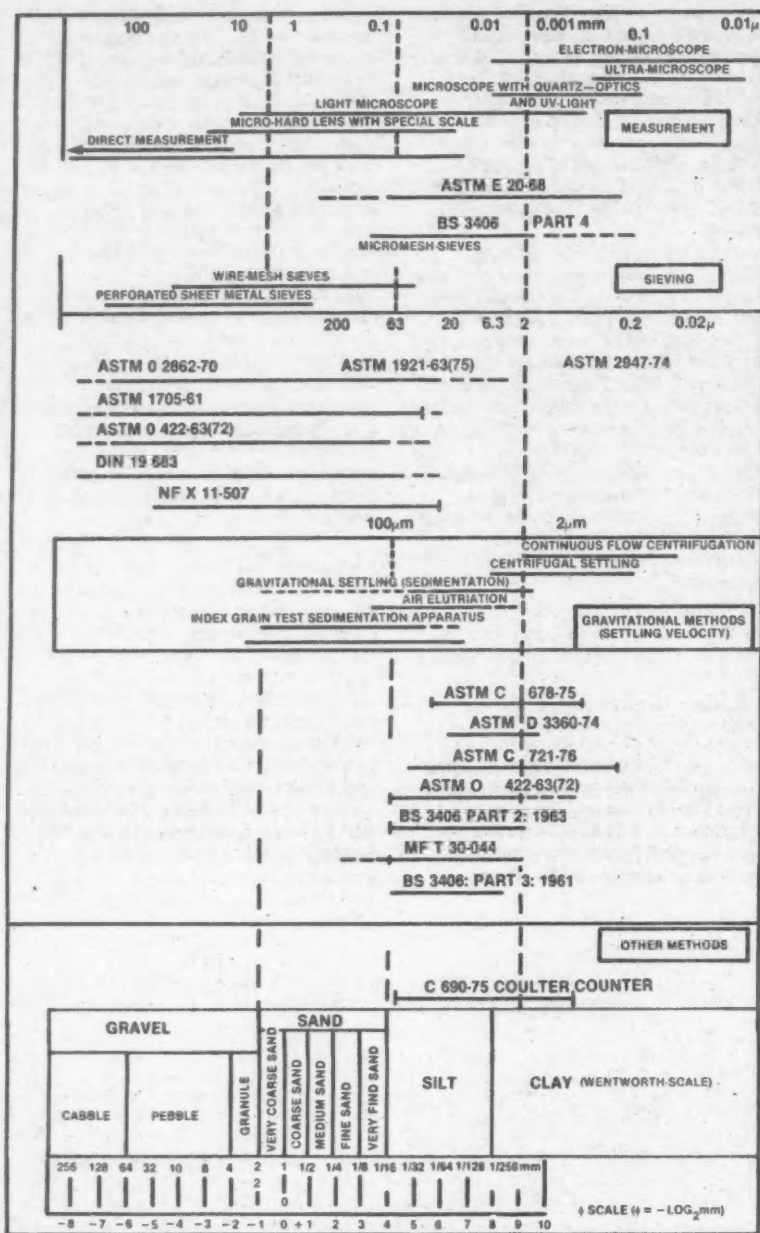 100 10 1 0.1 0.01 0.001 mm 0.1 0.01μ
ELECTRON-MICROSCOPE
ULTRA-MICROSCOPE
MICROSCOPE WITH QUARTZ—OPTICS
AND UV-LIGHT
LIGHT MICROSCOPE
MICRO-HARD LENS WITH SPECIAL SCALE
MEASUREMENT
DIRECT MEASUREMENT
ASTM E 20-68
BS 3406 PART 4
MICROMESH-SIEVES
WIRE-MESH SIEVES
SIEVING
PERFORATED SHEET METAL SIEVES
200 63 20 6.3 2 0.2 0.02μ
ASTM O 2862-70 ASTM 1921-63(75) ASTM 2947-74
ASTM 1705-61
ASTM O 422-63(72)
DIN 19 683
NF X 11-507
100μm 2μm
CONTINUOUS FLOW CENTRIFUGATION
CENTRIFUGAL SETTLING
GRAVITATIONAL SETTLING (SEDIMENTATION)
AIR ELUTRIATION
INDEX GRAIN TEST SEDIMENTATION APPARATUS
GRAVITATIONAL METHODS
(SETTLING VELOCITY)
ASTM C 678-75
ASTM D 3360-74
ASTM C 721-76
ASTM O 422-63(72)
BS 3406 PART 2: 1963
MF T 30-044
BS 3406: PART 3: 1961
OTHER METHODS
C 690-75 COULTER COUNTER
GRAVEL SAND SILT CLAY (WENTWORTH-SCALE)
CABBLE PEBBLE GRANULE VERY COARSE SAND COARSE SAND MEDIUM SAND FINE SAND VERY FIND SAND
256 128 64 32 10 8 4 2 1 1/2 1/4 1/8 1/16 1/32 1/64 1/128 1/256 mm
2 0
φ SCALE (φ = −LOG2mm)
−8 −7 −6 −5 −4 −3 −2 −1 0 +1 2 3 4 5 6 7 8 9 10